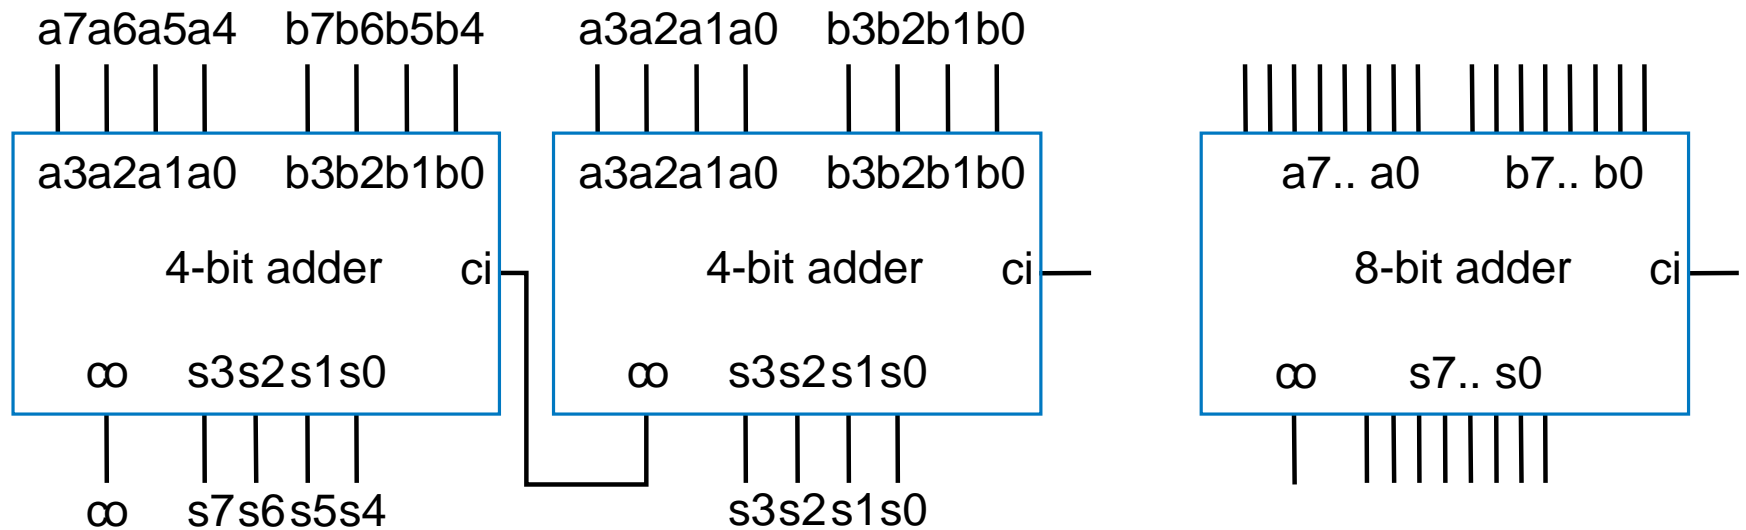 a7a6a5a4 b7b6b5b4 a3a2a1a0 b3b2b1b0
a3a2a1a0 b3b2b1b0 a3a2a1a0 b3b2b1b0 a7.. a0 b7.. b0
4-bit adder ci 4-bit adder ci 8-bit adder ci
co s3s2s1s0 co s3s2s1s0 co s7.. s0
co s7s6s5s4 s3s2s1s0